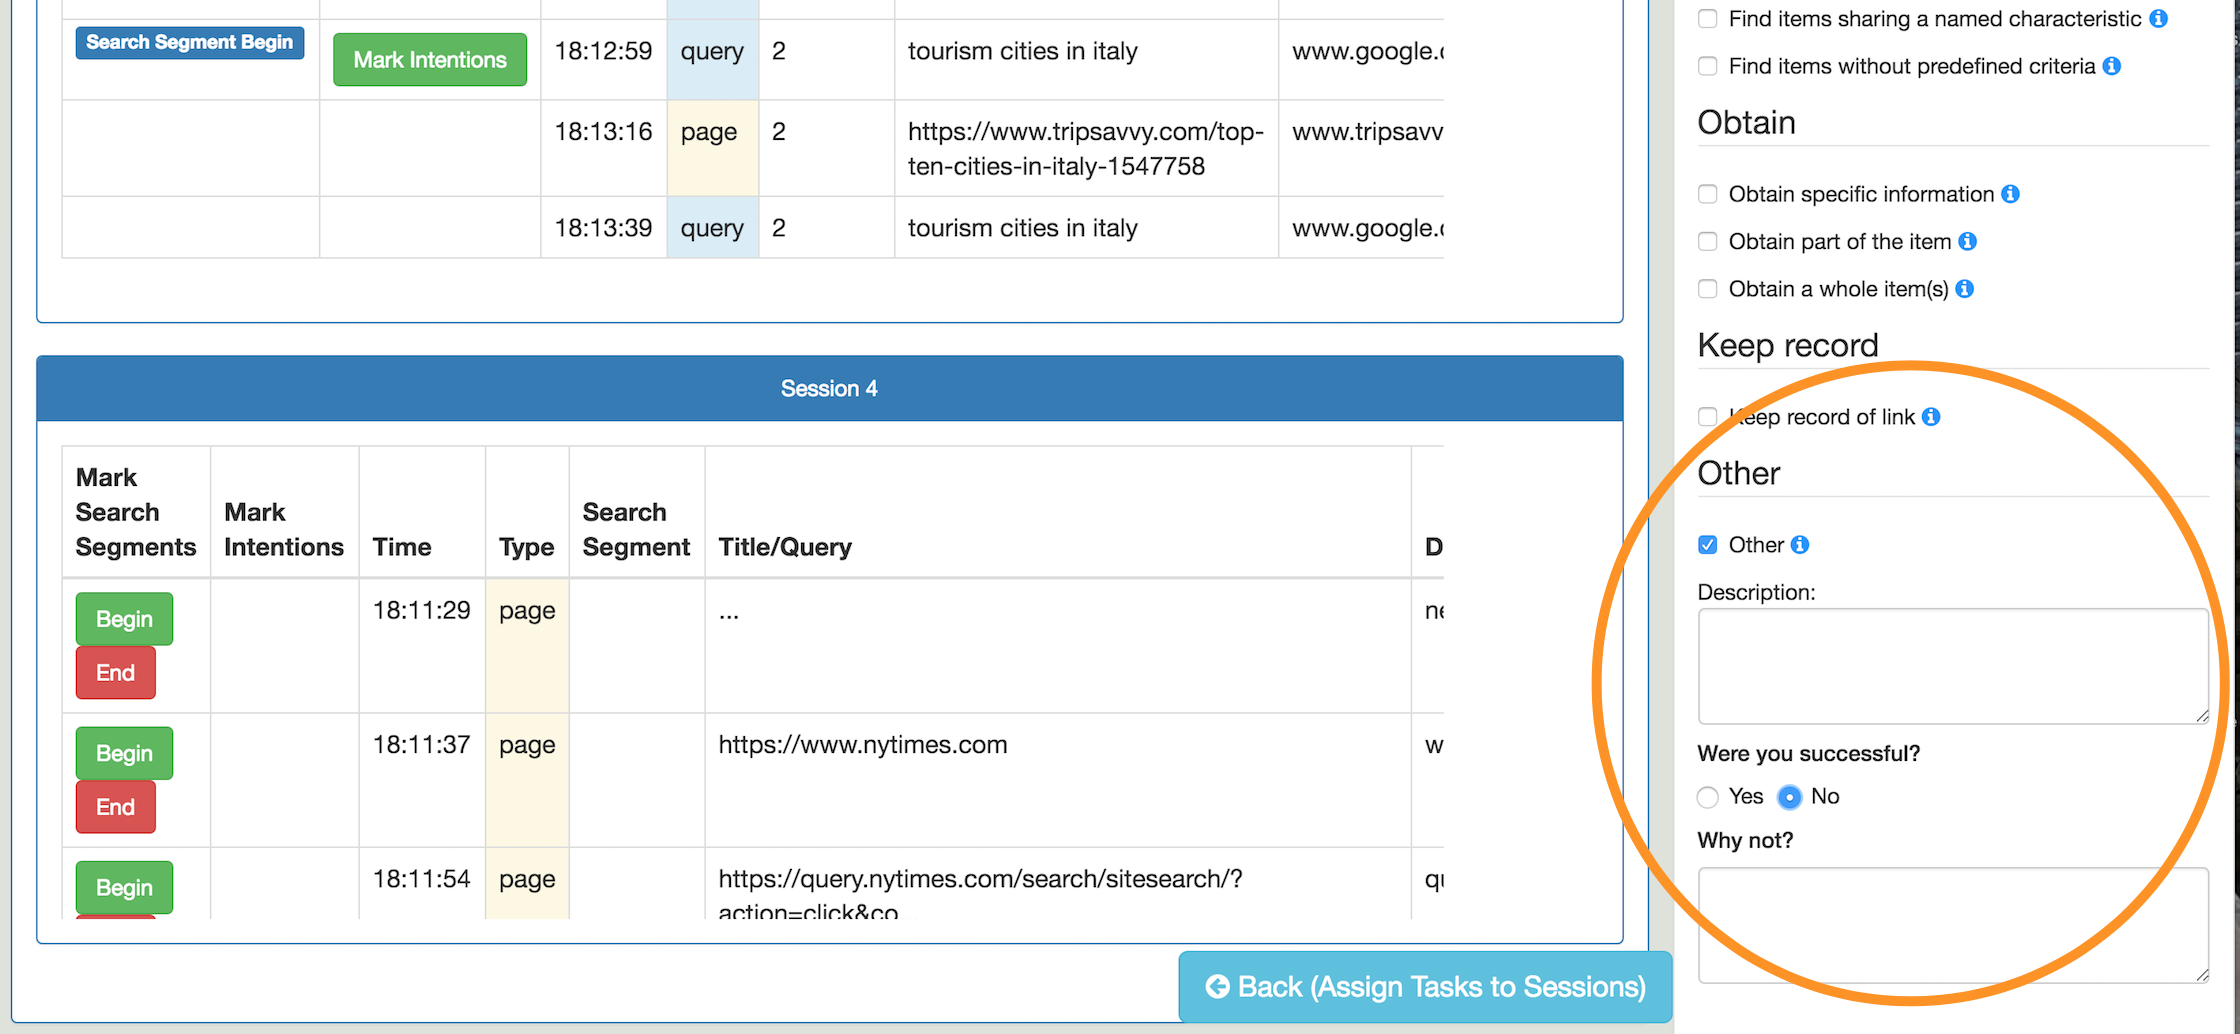 Search Segment Begin
Mark Intentions
18:12:59
query
2
tourism cities in italy
www.google.
18:13:16
page
2
https://www.tripsavvy.com/top-
ten-cities-in-italy-1547758
www.tripsavv
18:13:39
query
2
tourism cities in italy
www.google.
Session 4
Mark
Search
Segments
Mark
Intentions
Time
Type
Search
Segment
Title/Query
D
Begin
End
18:11:29
page
...
ne
Begin
End
18:11:37
page
https://www.nytimes.com
w
Begin
18:11:54
page
https://query.nytimes.com/search/sitesearch/?
action=click&co
qu
Back (Assign Tasks to Sessions)
Find items sharing a named characteristic
Find items without predefined criteria
Obtain
Obtain specific information
Obtain part of the item
Obtain a whole item(s)
Keep record
Keep record of link
Other
Other
Description:
Were you successful?
Yes No
Why not?